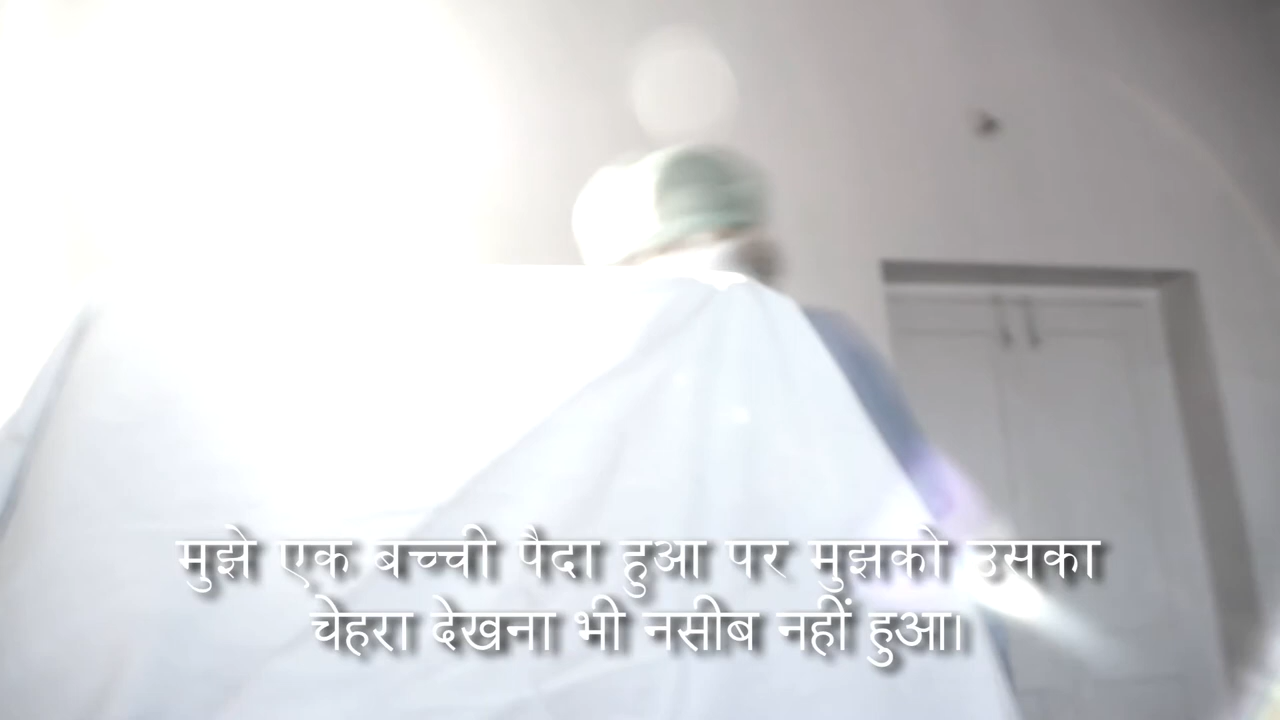 मुझे एक बच्ची पैदा हुआ पर मुझको उसका
चेहरा देखना भी नसीब नहीं हुआ।